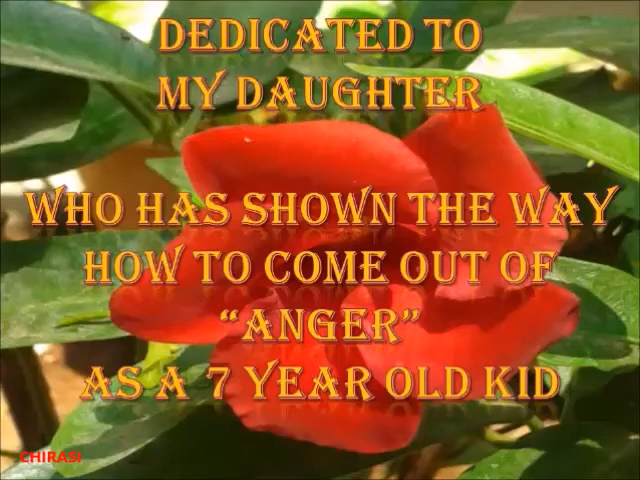 DEDICATED TO
MY DAUGHTER
WHO HAS SHOWN THE WAY
HOW TO COME OUT OF
“ANGER”
AS A 7 YEAR OLD KID
CHIRASI